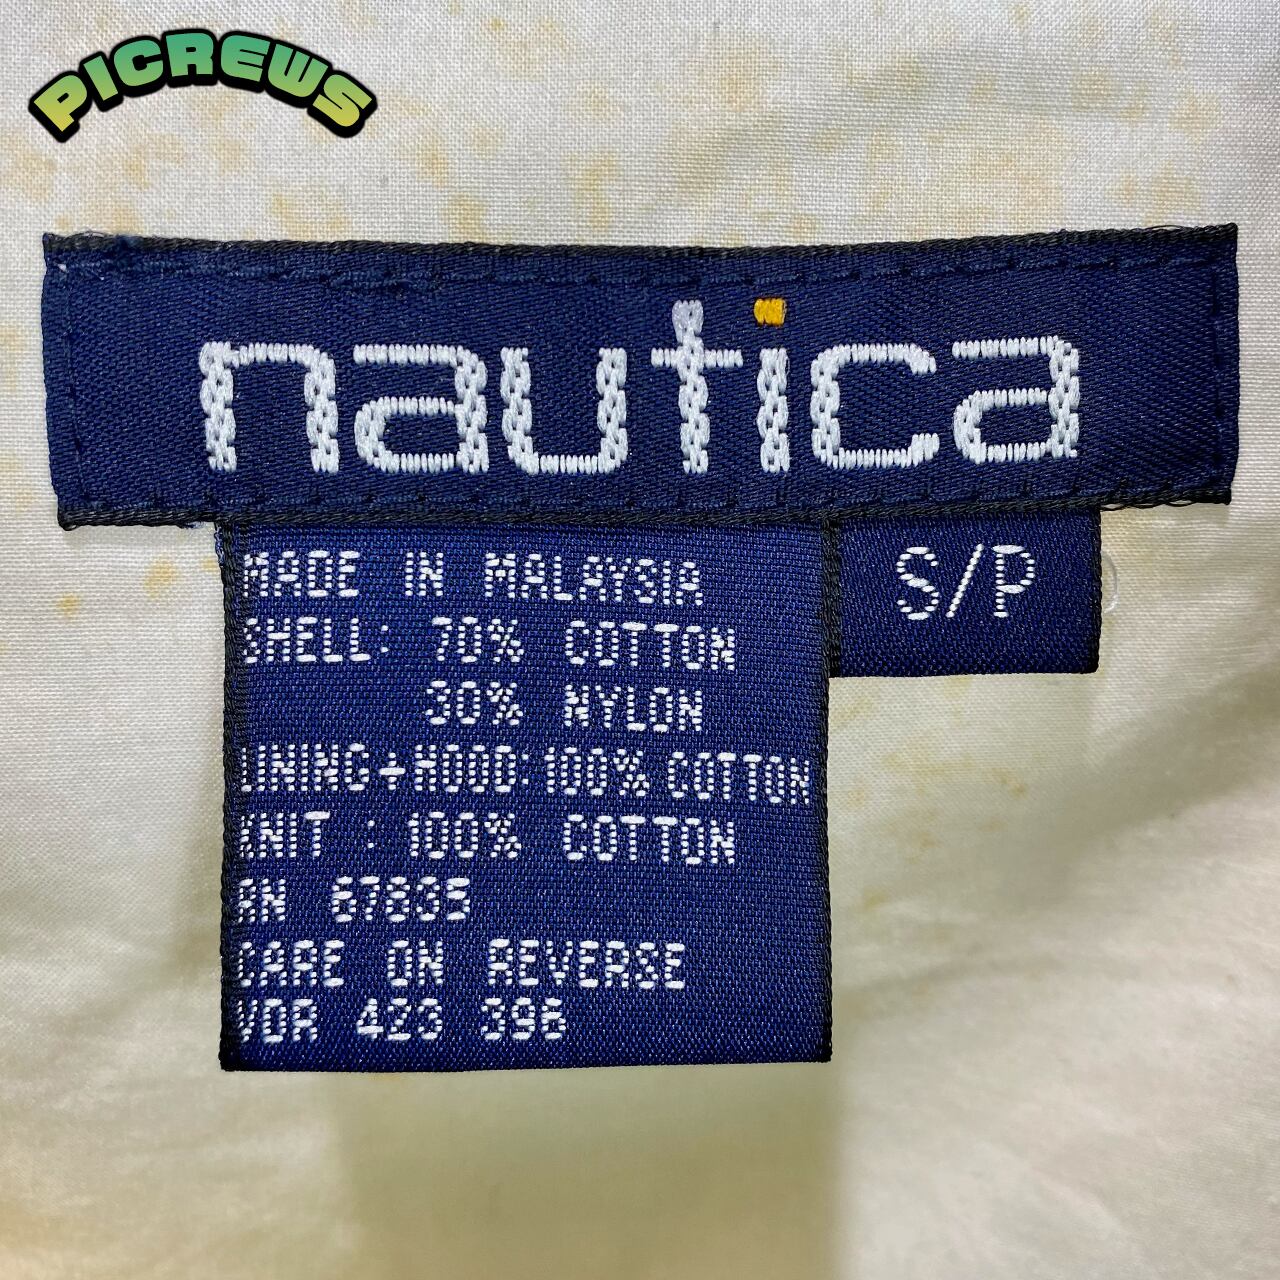 PICREWS
nautica
S/P
MADE IN MALAYSIA
SHELL: 70% COTTON
30% NYLON
LINING+HOOD: 100% COTTON
KNIT : 100% COTTON
RN 67835
CARE ON REVERSE
VOR 423 396